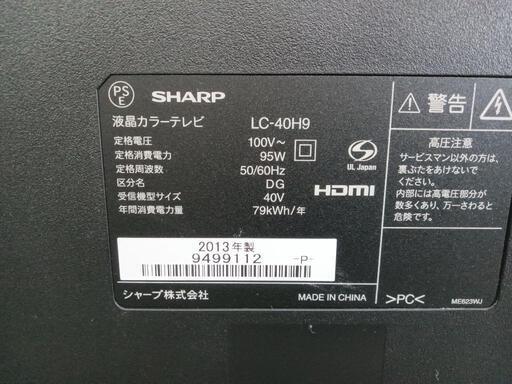 PS
E
SHARP
液晶カラーテレビ LC-40H9
定格電圧 100V～
定格消費電力 95W
定格周波数 50/60Hz
区分名 DG
受信機型サイズ 40V
年間消費電力量 79kWh/年
S
UL Japan
HDMI
2013年製
9499112 -P-
シャープ株式会社 MADE IN CHINA
警告
高圧注意
サービスマン以外の方は、
裏ぶたをあけないで
ください。
内部には高電圧部分が
数多くあり、万一さわると
危険です。
>PC< ME623WJ